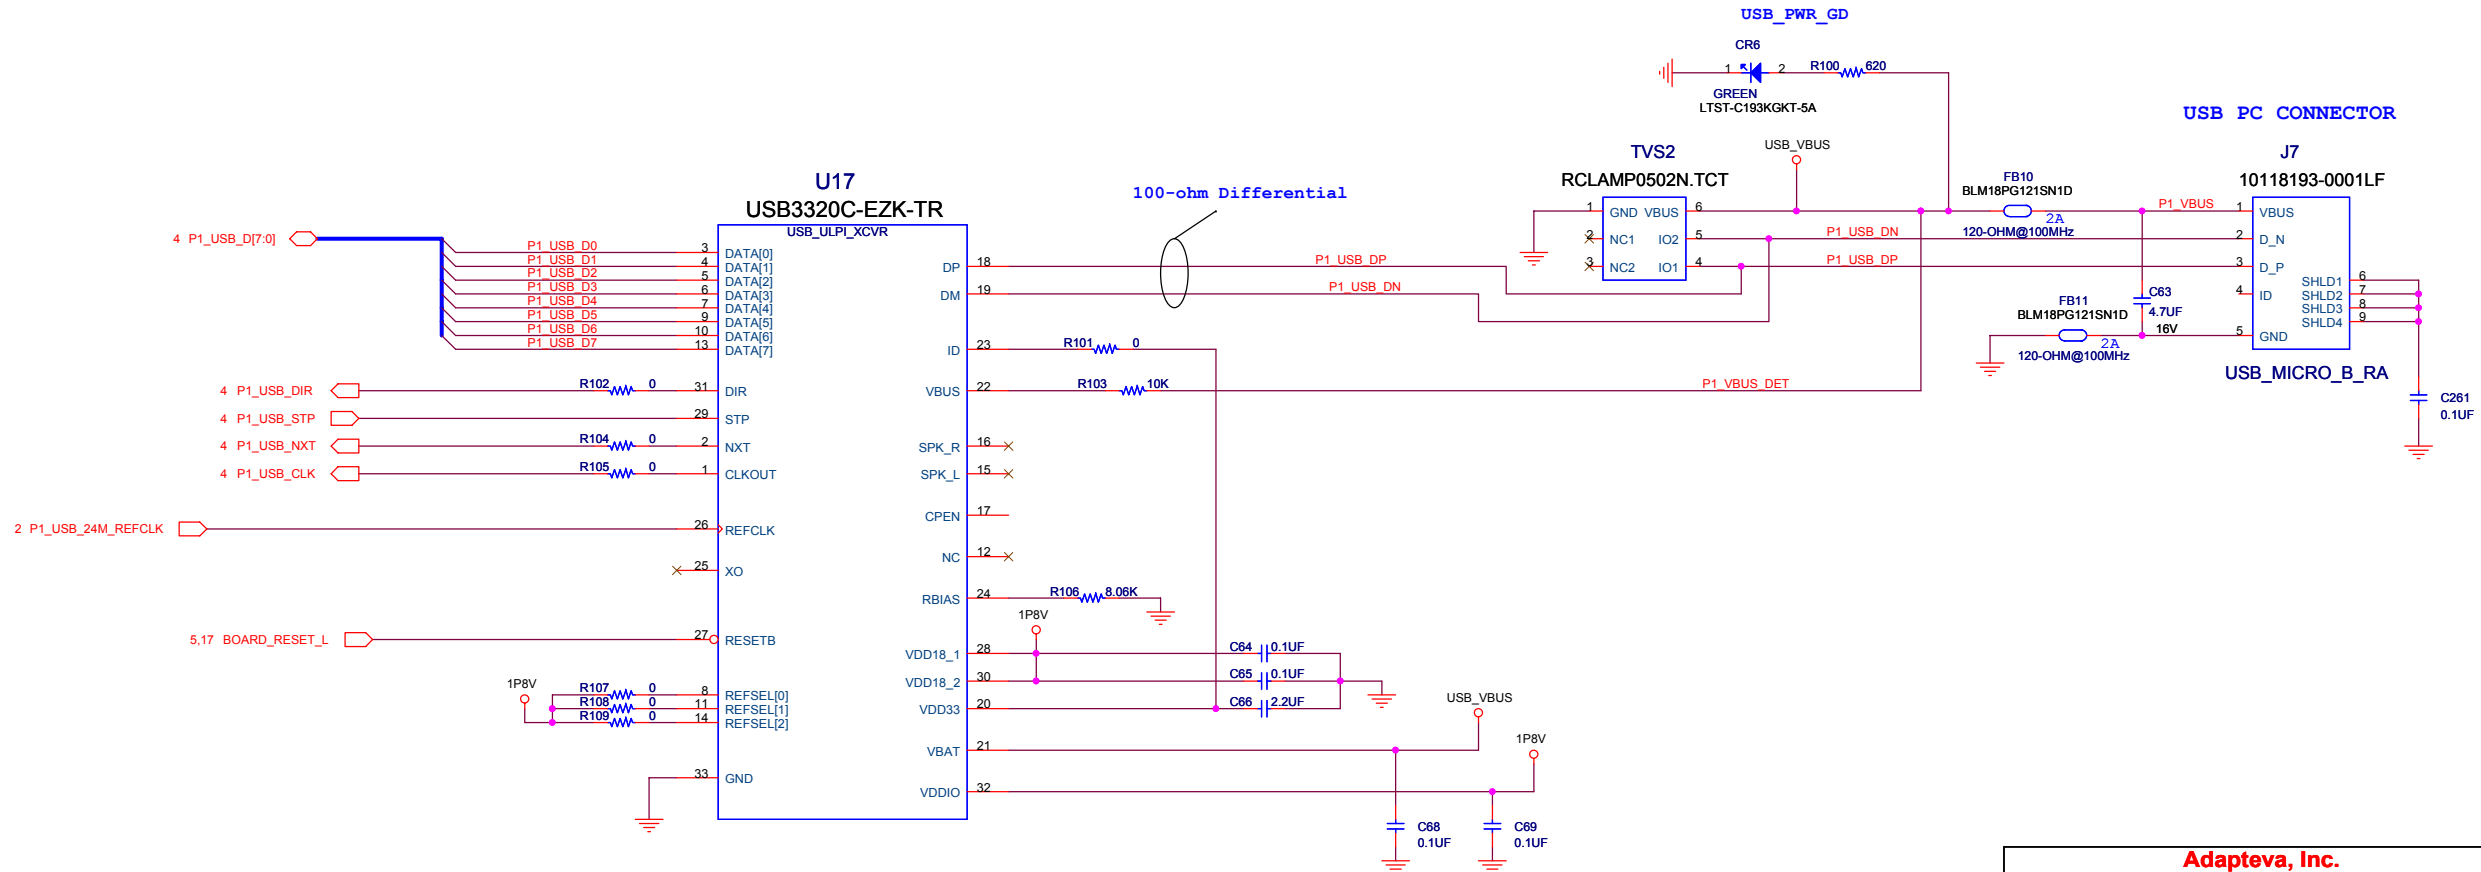 USB_PWR_GD
CR6
1
2
R100
620
GREEN
LTST-C193KGKT-5A
USB PC CONNECTOR
USB_VBUS
TVS2
RCLAMP0502N.TCT
J7
10118193-0001LF
FB10
BLM18PG121SN1D
2A
120-OHM@100MHz
P1_VBUS
1 GND VBUS 6
2 NC1 IO2 5
3 NC2 IO1 4
P1_USB_DN
P1_USB_DP
1 VBUS
2 D_N
3 D_P
4 ID
5 GND
SHLD1 6
SHLD2 7
SHLD3 8
SHLD4 9
C63
4.7UF
16V
FB11
BLM18PG121SN1D
2A
120-OHM@100MHz
USB_MICRO_B_RA
C261
0.1UF
U17
USB3320C-EZK-TR
USB_ULPI_XCVR
100-ohm Differential
4 P1_USB_D[7:0]
P1_USB_D0 3 DATA[0]
P1_USB_D1 4 DATA[1]
P1_USB_D2 5 DATA[2]
P1_USB_D3 6 DATA[3]
P1_USB_D4 7 DATA[4]
P1_USB_D5 9 DATA[5]
P1_USB_D6 10 DATA[6]
P1_USB_D7 13 DATA[7]
4 P1_USB_DIR R102 0 31 DIR
4 P1_USB_STP 29 STP
4 P1_USB_NXT R104 0 2 NXT
4 P1_USB_CLK R105 0 1 CLKOUT
2 P1_USB_24M_REFCLK 26 REFCLK
25 XO
5,17 BOARD_RESET_L 27 RESETB
1P8V
R107 0 8 REFSEL[0]
R108 0 11 REFSEL[1]
R109 0 14 REFSEL[2]
33 GND
DP 18 P1_USB_DP
DM 19 P1_USB_DN
ID 23 R101 0
VBUS 22 R103 10K P1_VBUS_DET
SPK_R 16
SPK_L 15
CPEN 17
NC 12
RBIAS 24 R106 8.06K
1P8V
VDD18_1 28 C64 0.1UF
VDD18_2 30 C65 0.1UF
VDD33 20 C66 2.2UF
USB_VBUS
VBAT 21
1P8V
VDDIO 32
C68
0.1UF
C69
0.1UF
Adapteva, Inc.